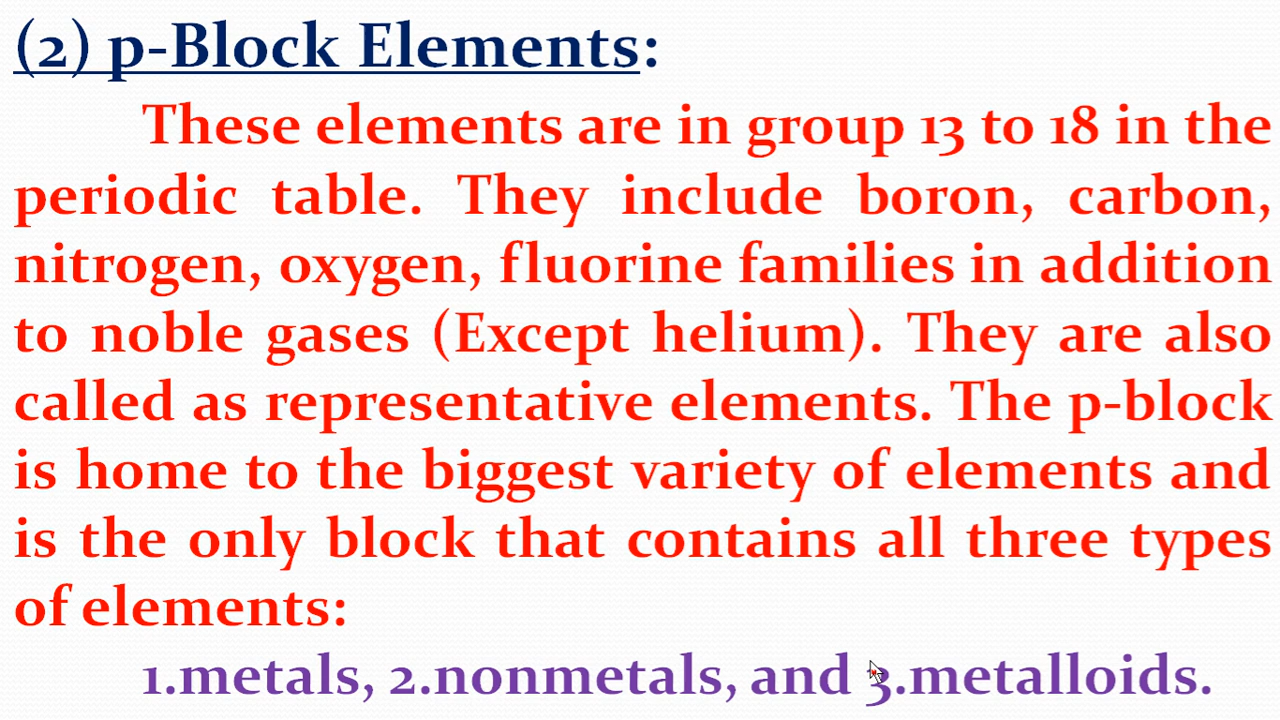 (2) p-Block Elements:
These elements are in group 13 to 18 in the
periodic table. They include boron, carbon,
nitrogen, oxygen, fluorine families in addition
to noble gases (Except helium). They are also
called as representative elements. The p-block
is home to the biggest variety of elements and
is the only block that contains all three types
of elements:
1.metals, 2.nonmetals, and 3.metalloids.